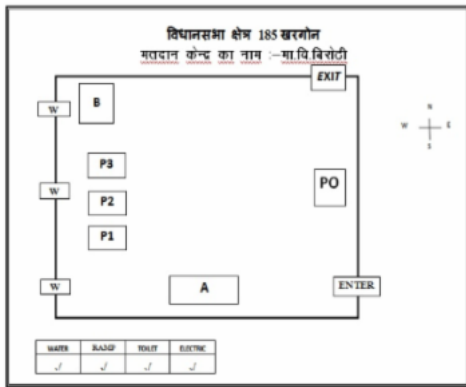 विधानसभा क्षेत्र 185 खरगोन
मतदान केन्द्र का नाम :-मा.वि.बिरोठी
EXIT
B
W
N
W E
S
P3
W
P2
PO
P1
W
A
ENTER
WATER RAMP TOILET ELECTRIC
√ √ √ √